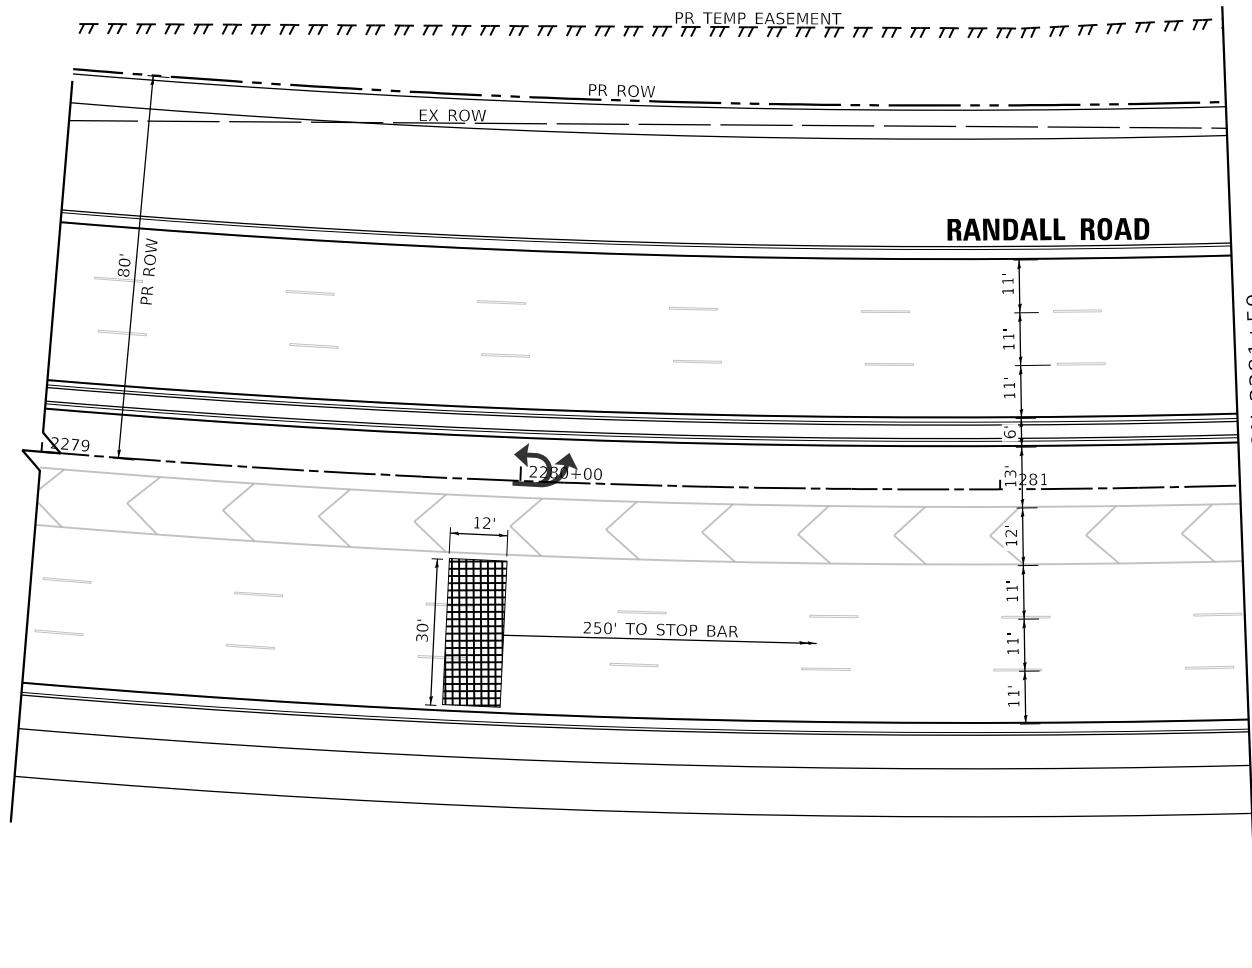 PR TEMP EASEMENT
PR ROW
EX ROW
RANDALL ROAD
80'
PR ROW
11'
11'
11'
6'
13'
12'
11'
11'
11'
2279
2280+00
1281
12'
30'
250' TO STOP BAR